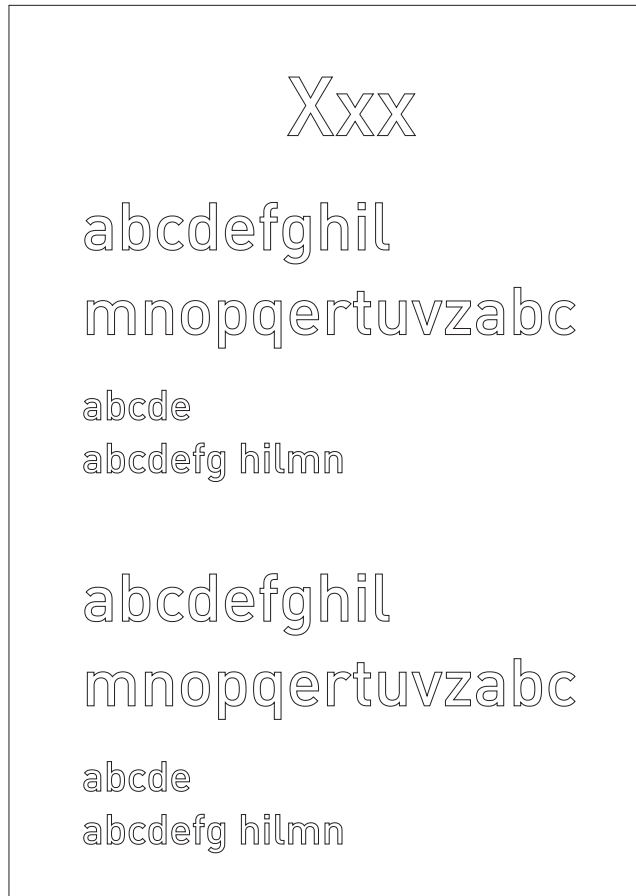 Xxx
abcdefghil
mnopqertuvzabc
abcde
abcdefg hilmn
abcdefghil
mnopqertuvzabc
abcde
abcdefg hilmn